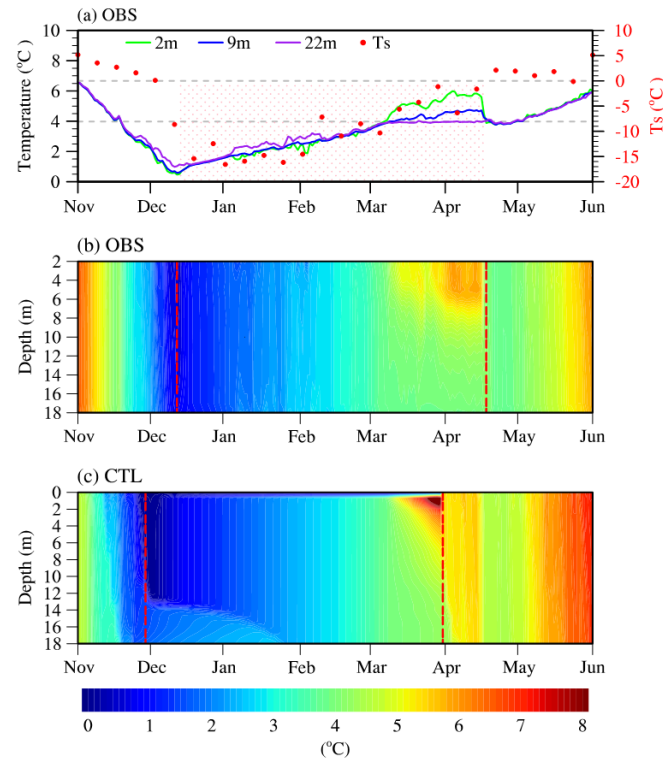 (a) OBS
2m 9m 22m Ts
Temperature (°C )
10
8
6
4
2
0
Ts (°C )
10
5
0
-5
-10
-15
-20
Nov Dec Jan Feb Mar Apr May Jun
(b) OBS
Depth (m)
2
4
6
8
10
12
14
16
18
Nov Dec Jan Feb Mar Apr May Jun
(c) CTL
Depth (m)
0
2
4
6
8
10
12
14
16
18
Nov Dec Jan Feb Mar Apr May Jun
0 1 2 3 4 5 6 7 8
(°C)